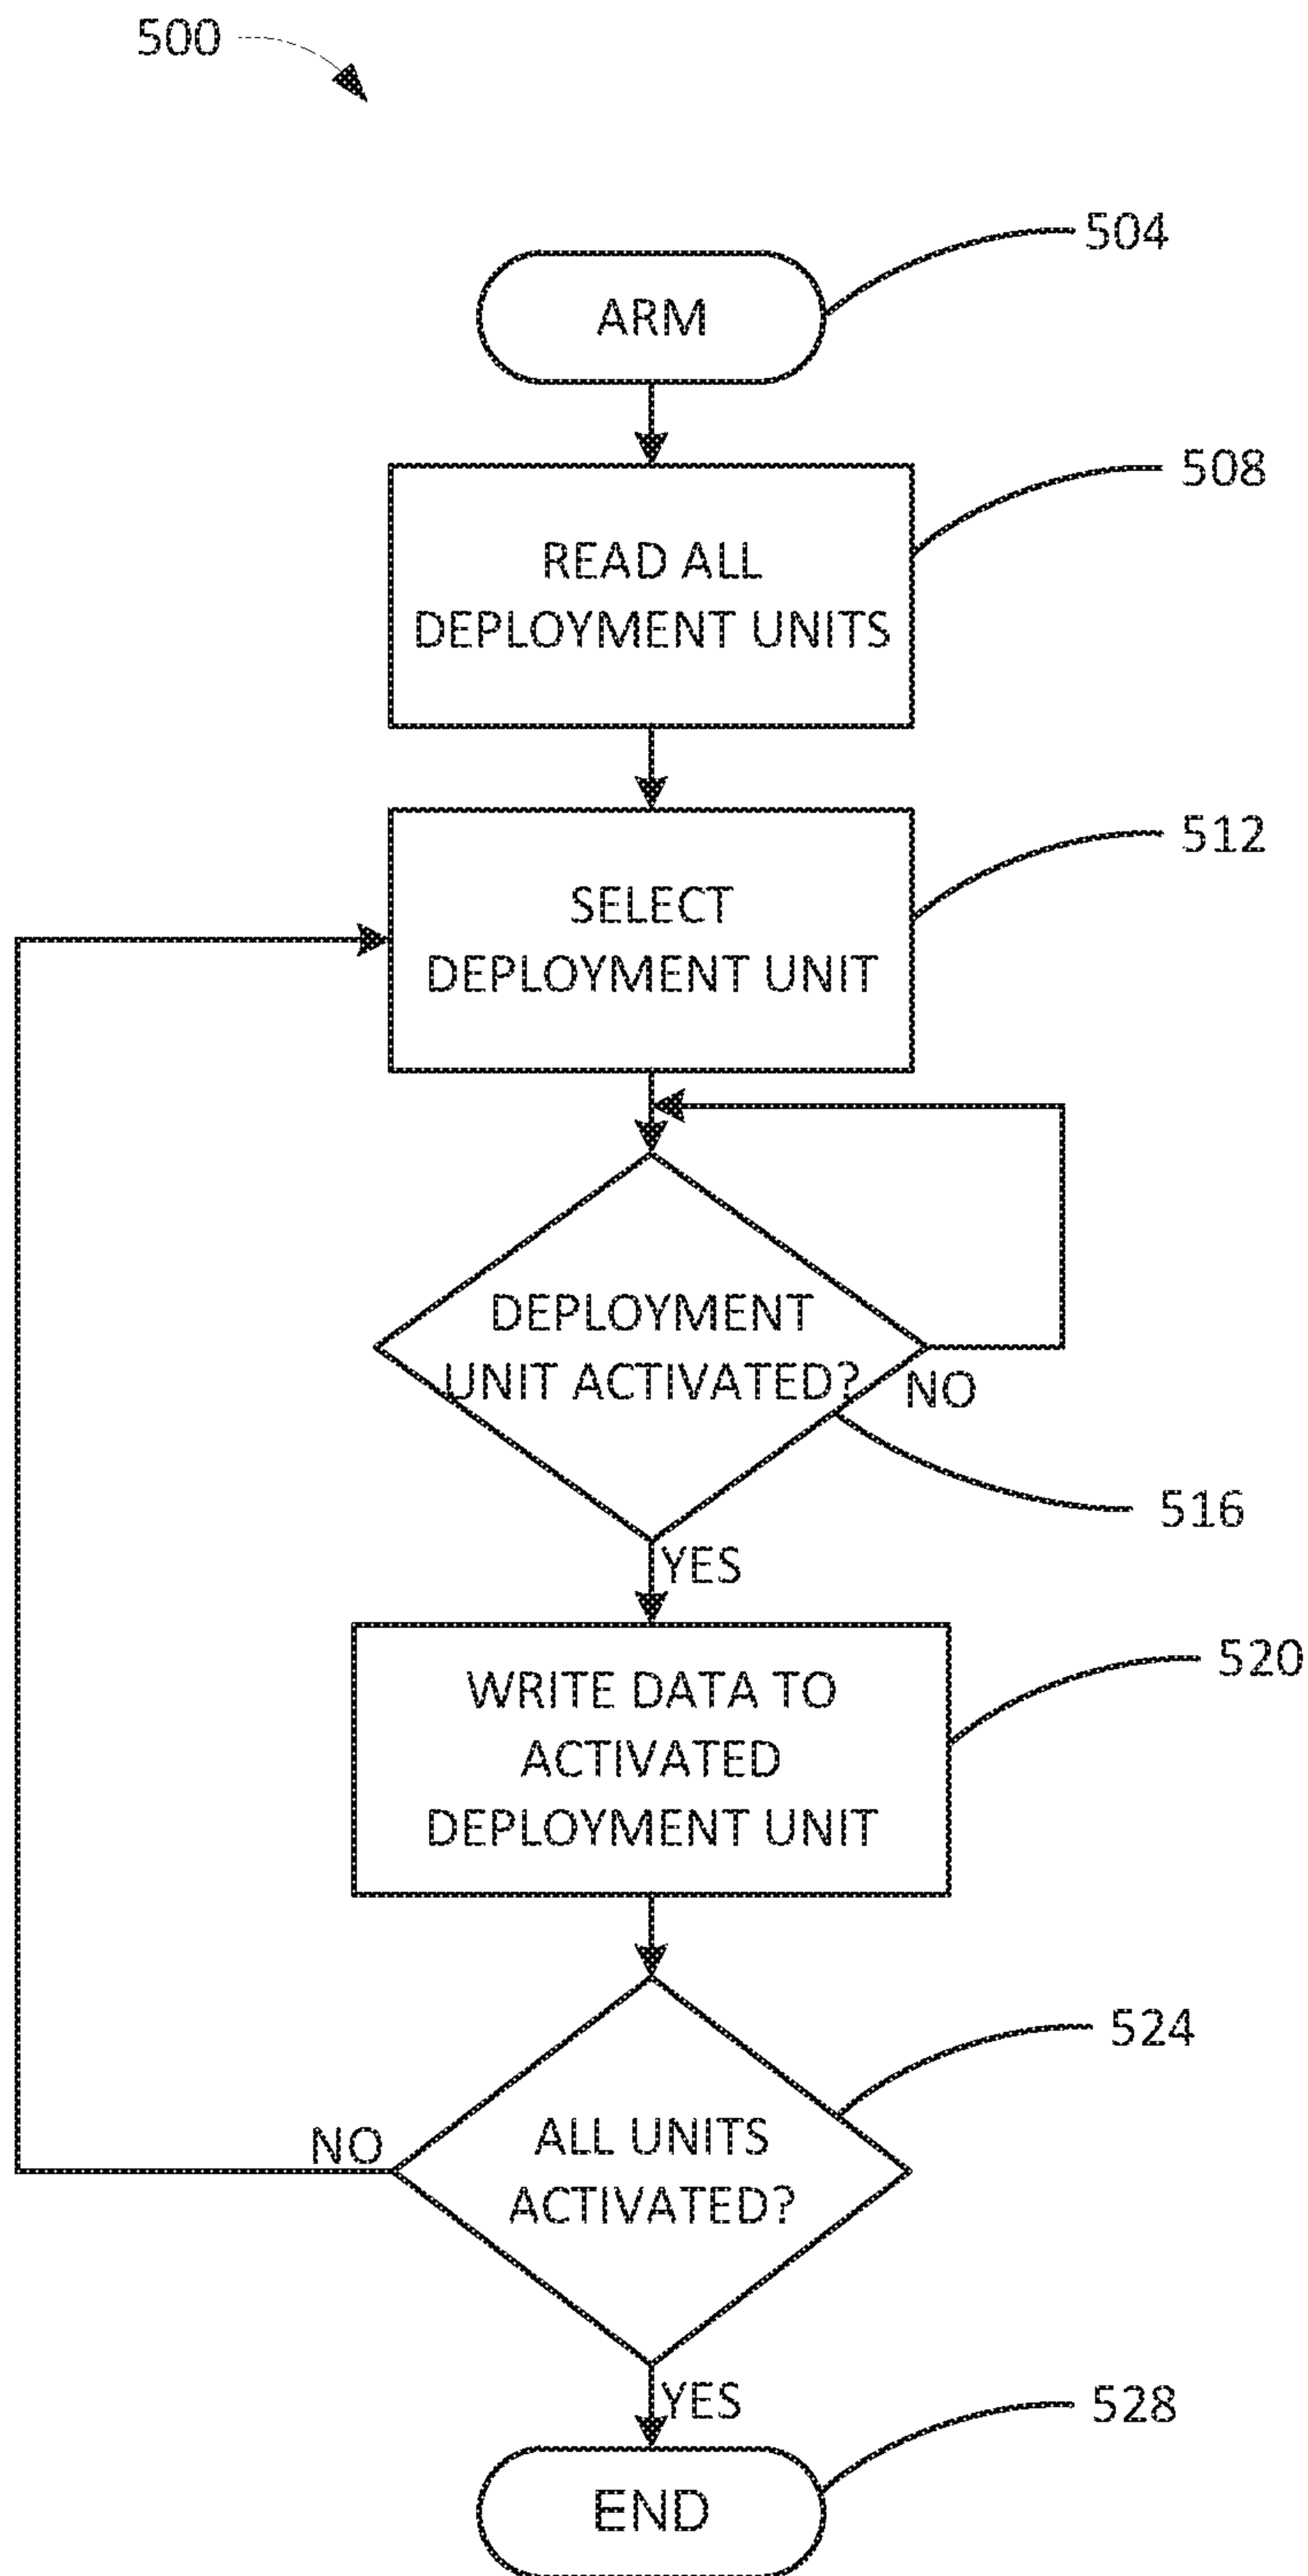 500
504
ARM
508
READ ALL
DEPLOYMENT UNITS
512
SELECT
DEPLOYMENT UNIT
DEPLOYMENT
UNIT ACTIVATED?
NO
516
YES
520
WRITE DATA TO
ACTIVATED
DEPLOYMENT UNIT
524
NO
ALL UNITS
ACTIVATED?
YES
528
END